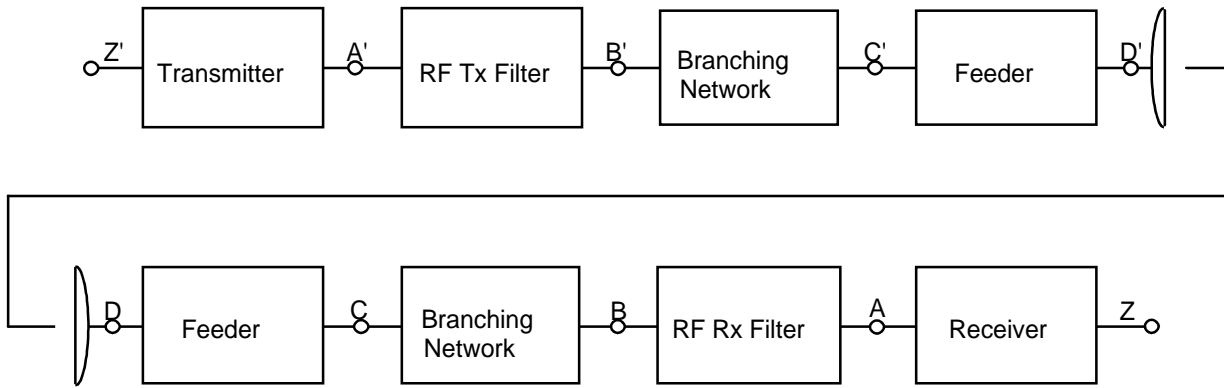 Z'
Transmitter
A'
RF Tx Filter
B'
Branching
Network
C'
Feeder
D'
D
Feeder
C
Branching
Network
B
RF Rx Filter
A
Receiver
Z